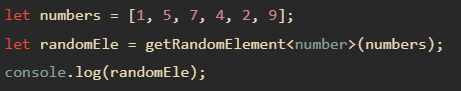 let numbers = [1, 5, 7, 4, 2, 9];
let randomEle = getRandomElement<number>(numbers);
console.log(randomEle);